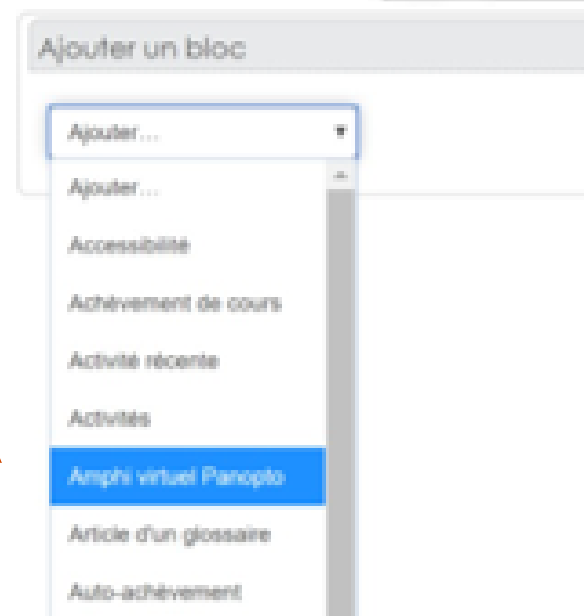 Ajouter un bloc
Ajouter...
Ajouter...
Accessibilité
Achèvement de cours
Activité récente
Activités
Amphi virtuel Panopto
Article d'un glossaire
Auto-achèvement